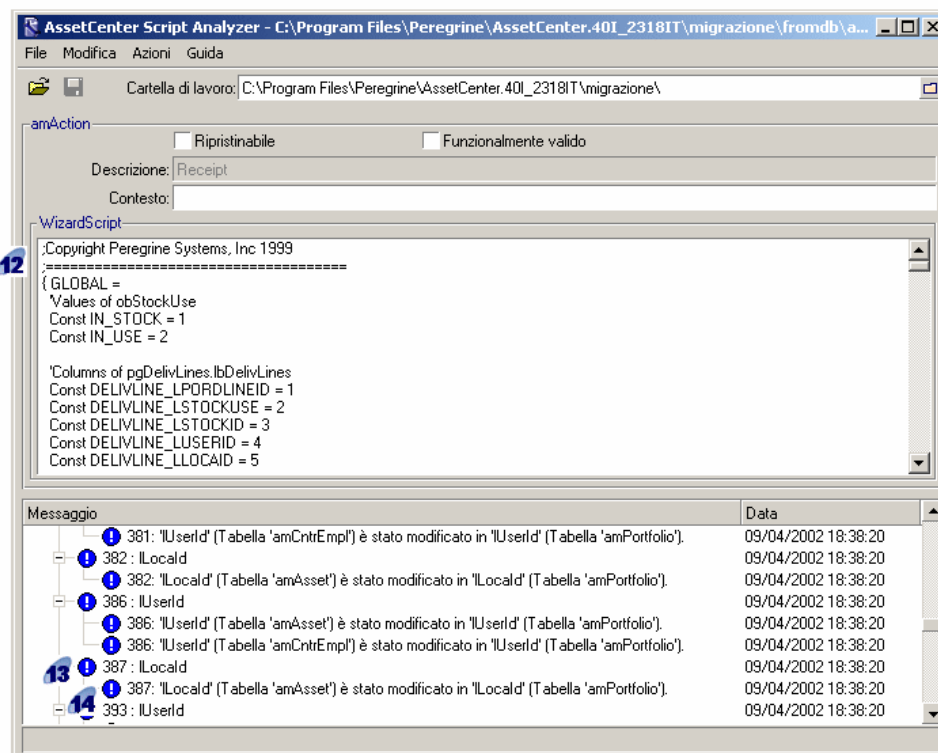 AssetCenter Script Analyzer - C:\Program Files\Peregrine\AssetCenter.40I_2318IT\migrazione\fromdb\a...
File Modifica Azioni Guida
Cartella di lavoro: C:\Program Files\Peregrine\AssetCenter.40I_2318IT\migrazione\
amAction
Ripristinabile Funzionalmente valido
Descrizione: Receipt
Contesto:
WizardScript
12
;Copyright Peregrine Systems, Inc 1999
;=====================================
{ GLOBAL =
'Values of obStockUse
Const IN_STOCK = 1
Const IN_USE = 2
'Columns of pgDelivLines.lbDelivLines
Const DELIVLINE_LPORDLINEID = 1
Const DELIVLINE_LSTOCKUSE = 2
Const DELIVLINE_LSTOCKID = 3
Const DELIVLINE_LUSERID = 4
Const DELIVLINE_LLOCAID = 5
Messaggio Data
381: 'lUserId' (Tabella 'amCntrEmpl') è stato modificato in 'lUserId' (Tabella 'amPortfolio'). 09/04/2002 18:38:20
382 : lLocaId 09/04/2002 18:38:20
382: 'lLocaId' (Tabella 'amAsset') è stato modificato in 'lLocaId' (Tabella 'amPortfolio'). 09/04/2002 18:38:20
386 : lUserId 09/04/2002 18:38:20
386: 'lUserId' (Tabella 'amAsset') è stato modificato in 'lUserId' (Tabella 'amPortfolio'). 09/04/2002 18:38:20
386: 'lUserId' (Tabella 'amCntrEmpl') è stato modificato in 'lUserId' (Tabella 'amPortfolio'). 09/04/2002 18:38:20
13 387 : lLocaId 09/04/2002 18:38:20
387: 'lLocaId' (Tabella 'amAsset') è stato modificato in 'lLocaId' (Tabella 'amPortfolio'). 09/04/2002 18:38:20
14 393 : lUserId 09/04/2002 18:38:20